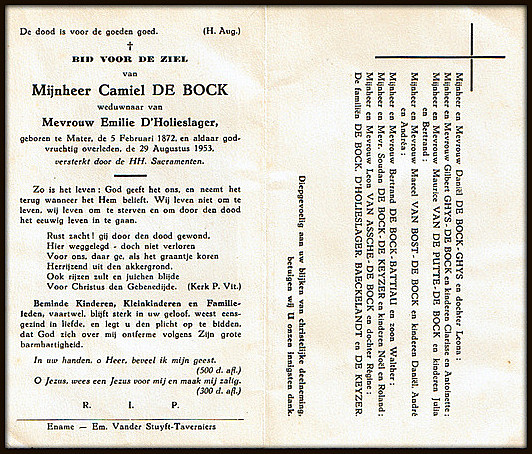 De dood is voor de goeden goed. (H. Aug.)
†
BID VOOR DE ZIEL
van
Mijnheer Camiel DE BOCK
weduwnaar van
Mevrouw Emilie D'Holieslager,
geboren te Mater, de 5 Februari 1872, en aldaar god-
vruchtig overleden, de 29 Augustus 1953,
versterkt door de HH. Sacramenten.
Zo is het leven: God geeft het ons, en neemt het
terug wanneer het Hem belieft. Wij leven niet om te
leven, wij leven om te sterven en om door den dood
het eeuwig leven in te gaan.
Rust zacht! gij door den dood gewond.
Hier weggelegd - doch niet verloren
Voor ons, daar ge, als het graantje koren
Herrijzend uit den akkergrond.
Ook rijzen zult en juichen blijde
Voor Christus den Gebenedijde. (Kerk P. Vit.)
Beminde Kinderen, Kleinkinderen en Familie-
leden, vaartwel, blijft sterk in uw geloof, weest eens-
gezind in liefde, en legt u den plicht op te bidden,
dat God zich over mij ontferme volgens Zijn grote
barmhartigheid.
In uw handen, o Heer, beveel ik mijn geest.
(500 d. afl.)
O Jezus, wees een Jezus voor mij en maak mij zalig.
(300 d. afl.)
R. I. P.
Ename — Em. Vander Stuyft-Taverniers
Mijnheer en Mevrouw Daniël DE BOCK-GHYS en dochter Leona;
Mijnheer en Mevrouw Gilbert GHYS-DE BOCK en kinderen Clarisse en Antoinette;
Mijnheer en Mevrouw Maurice VAN DE PUTTE-DE BOCK en kinderen Julia
en Bertrand;
Mijnheer en Mevrouw Marcel VAN BOST-DE BOCK en kinderen Daniël, André
en Andréa;
Mijnheer en Mevrouw Bertrand DE BOCK-BATTIAU en zoon Walther;
Mijnheer en Mevr. Soudan DE BOCK-DE KEYZER en kinderen Noël en Roland;
Mijnheer en Mevrouw Leon VAN ASSCHE-DE BOCK en dochter Régine;
De familiën DE BOCK, D'HOLIESLAGER, BAECKELANDT en DE KEYZER.
Diepgevoelig aan uw blijken van christelijke deelneming,
betuigen wij U onzen innigsten dank.